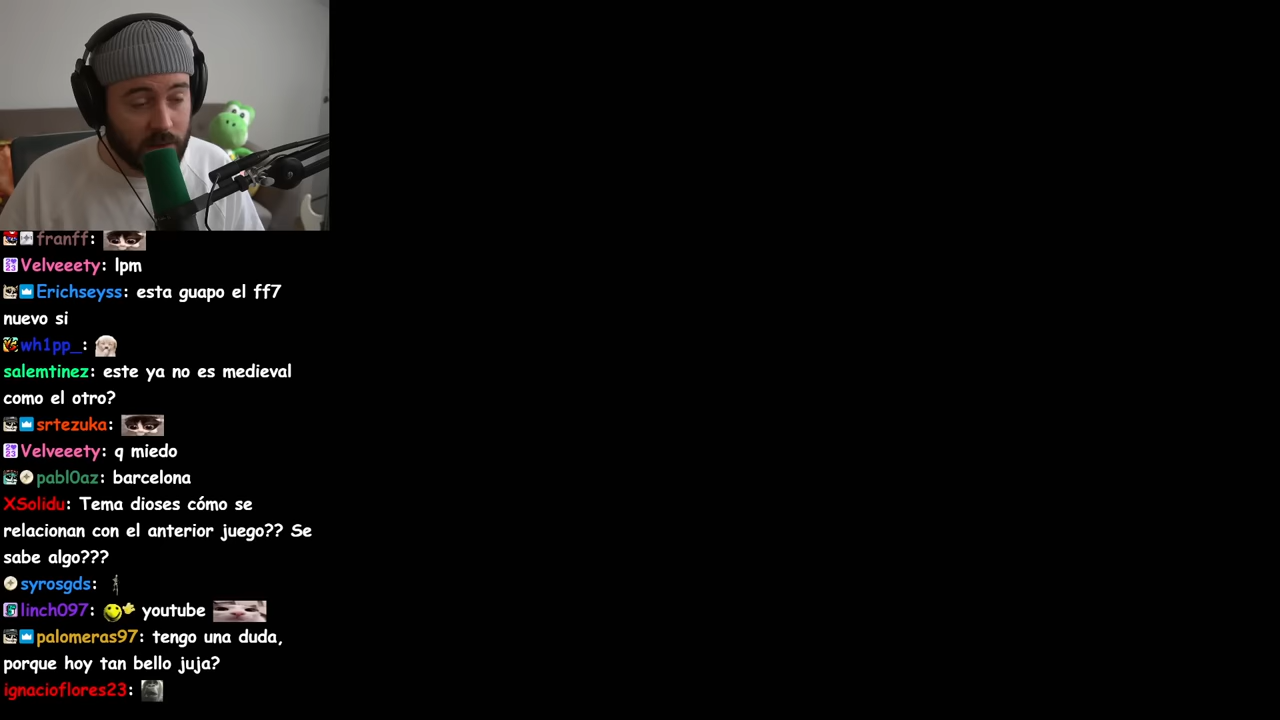 franff:
Velveeety: lpm
Erichseyss: esta guapo el ff7
nuevo si
wh1pp_:
salemtinez: este ya no es medieval
como el otro?
srtezuka:
Velveeety: q miedo
pabl0az: barcelona
XSolidu: Tema dioses cómo se
relacionan con el anterior juego?? Se
sabe algo???
syrosgds:
linch097: youtube
palomeras97: tengo una duda,
porque hoy tan bello juja?
ignacioflores23: